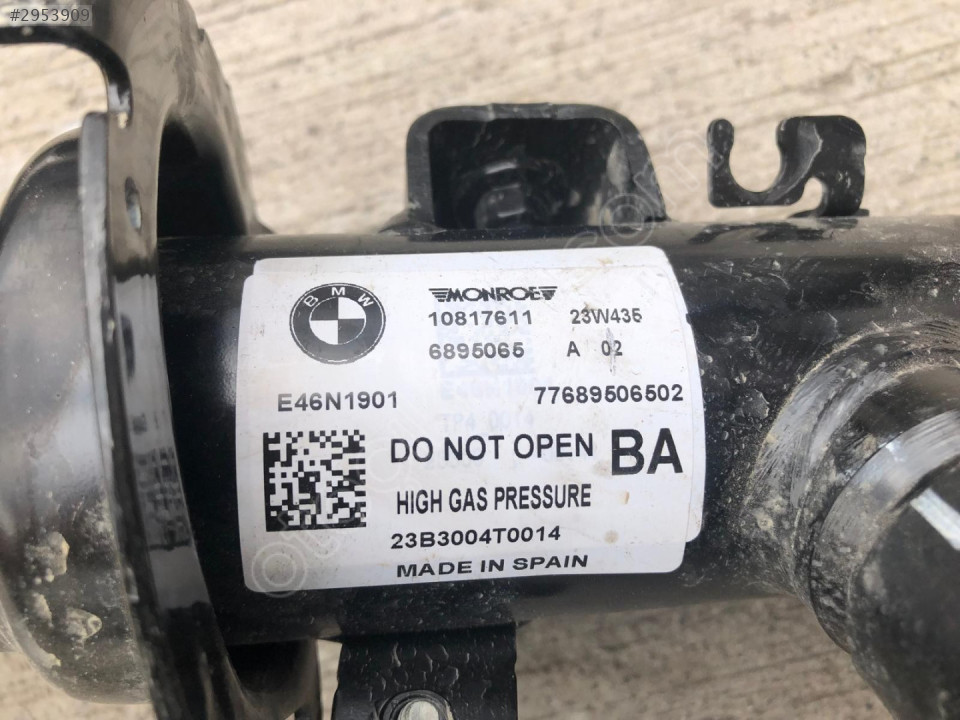 #2953909
BMW
MONROE
10817611 23W435
6895065 A 02
E46N1901 77689506502
DO NOT OPEN BA
HIGH GAS PRESSURE
23B3004T0014
MADE IN SPAIN